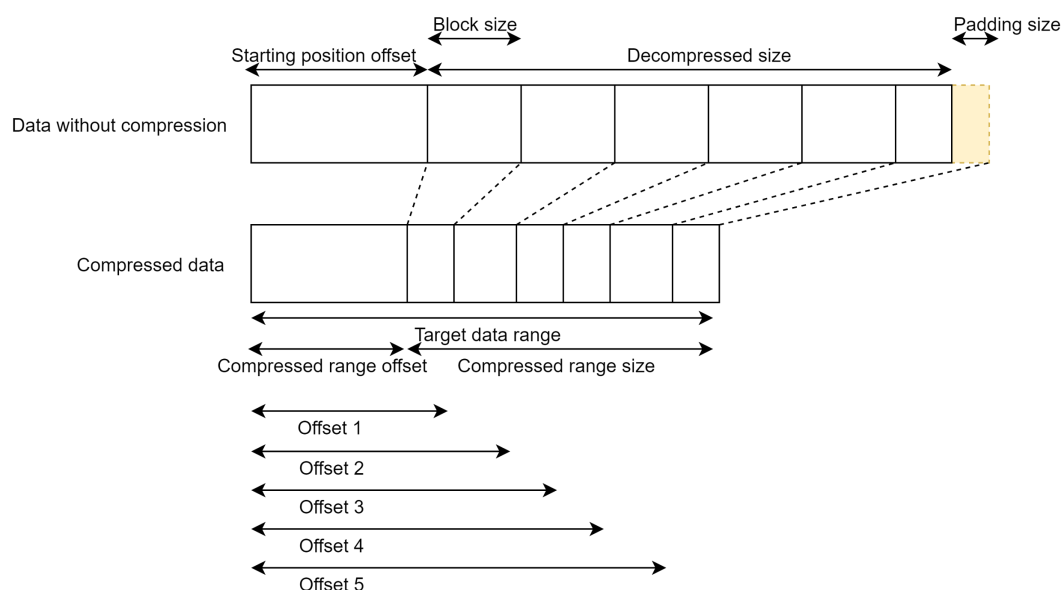 Block size
Padding size
Starting position offset
Decompressed size
Data without compression
Compressed data
Target data range
Compressed range offset
Compressed range size
Offset 1
Offset 2
Offset 3
Offset 4
Offset 5